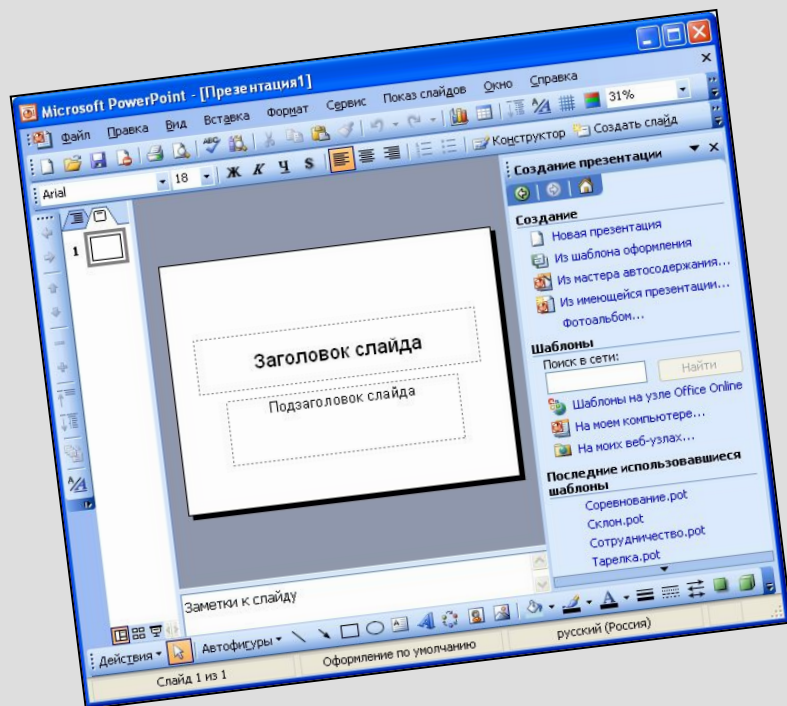 Microsoft PowerPoint - [Презентация1]
Файл Правка Вид Вставка Формат Сервис Показ слайдов Окно Справка
31%
Arial 18 Ж К Ч S Конструктор Создать слайд
Создание презентации
1
Создание
Новая презентация
Из шаблона оформления
Из мастера автосодержания...
Из имеющейся презентации...
Фотоальбом...
Шаблоны
Поиск в сети:
Найти
Шаблоны на узле Office Online
На моем компьютере...
На моих веб-узлах...
Последние использовавшиеся
шаблоны
Соревнование.pot
Склон.pot
Сотрудничество.pot
Тарелка.pot
Заголовок слайда
Подзаголовок слайда
Заметки к слайду
Действия Автофигуры
Слайд 1 из 1 Оформление по умолчанию русский (Россия)